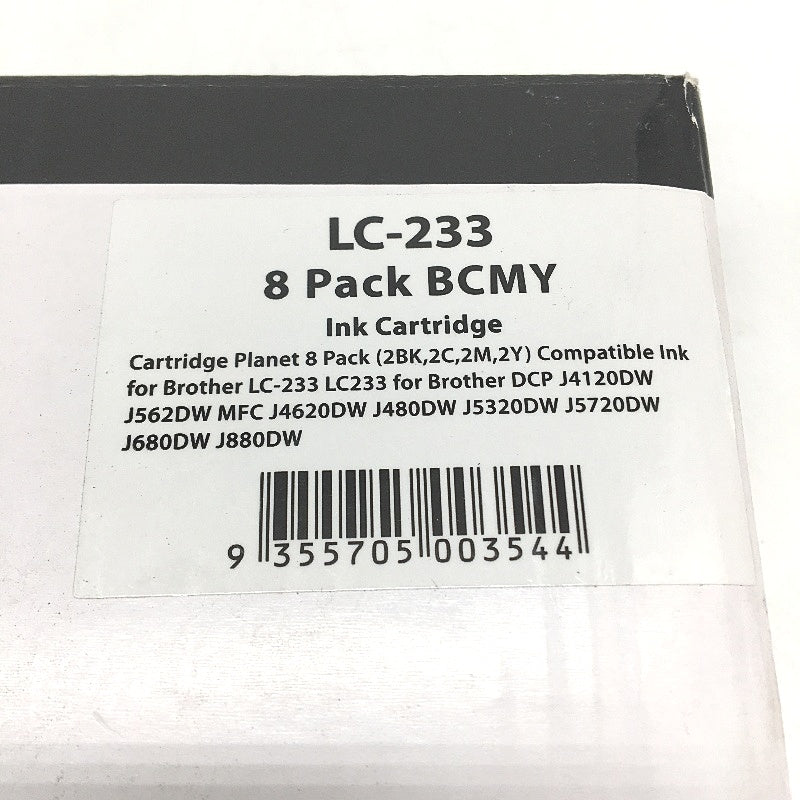 LC-233
8 Pack BCMY
Ink Cartridge
Cartridge Planet 8 Pack (2BK,2C,2M,2Y) Compatible Ink
for Brother LC-233 LC233 for Brother DCP J4120DW
J562DW MFC J4620DW J480DW J5320DW J5720DW
J680DW J880DW
9 355705 003544